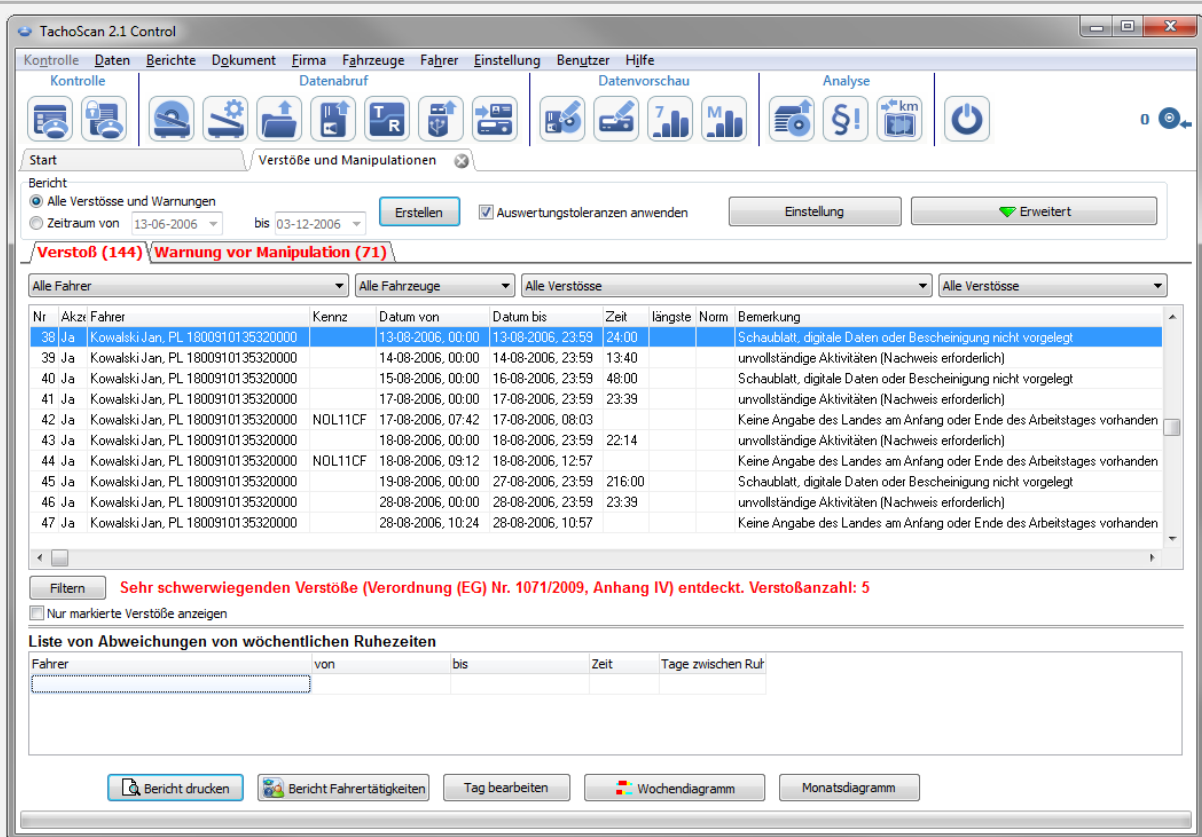 TachoScan 2.1 Control
Kontrolle Daten Berichte Dokument Firma Fahrzeuge Fahrer Einstellung Benutzer Hilfe
Kontrolle Datenabruf Datenvorschau Analyse
T R 7 M §! km 0
Start Verstöße und Manipulationen
Bericht
Alle Verstösse und Warnungen
Zeitraum von 13-06-2006 bis 03-12-2006 Erstellen Auswertungstoleranzen anwenden Einstellung Erweitert
Verstoß (144) Warnung vor Manipulation (71)
Alle Fahrer Alle Fahrzeuge Alle Verstösse Alle Verstösse
Nr Akze Fahrer Kennz Datum von Datum bis Zeit längste Norm Bemerkung
38 Ja Kowalski Jan, PL 1800910135320000 13-08-2006, 00:00 13-08-2006, 23:59 24:00 Schaublatt, digitale Daten oder Bescheinigung nicht vorgelegt
39 Ja Kowalski Jan, PL 1800910135320000 14-08-2006, 00:00 14-08-2006, 23:59 13:40 unvollständige Aktivitäten (Nachweis erforderlich)
40 Ja Kowalski Jan, PL 1800910135320000 15-08-2006, 00:00 16-08-2006, 23:59 48:00 Schaublatt, digitale Daten oder Bescheinigung nicht vorgelegt
41 Ja Kowalski Jan, PL 1800910135320000 17-08-2006, 00:00 17-08-2006, 23:59 23:39 unvollständige Aktivitäten (Nachweis erforderlich)
42 Ja Kowalski Jan, PL 1800910135320000 NOL11CF 17-08-2006, 07:42 17-08-2006, 08:03 Keine Angabe des Landes am Anfang oder Ende des Arbeitstages vorhanden
43 Ja Kowalski Jan, PL 1800910135320000 18-08-2006, 00:00 18-08-2006, 23:59 22:14 unvollständige Aktivitäten (Nachweis erforderlich)
44 Ja Kowalski Jan, PL 1800910135320000 NOL11CF 18-08-2006, 09:12 18-08-2006, 12:57 Keine Angabe des Landes am Anfang oder Ende des Arbeitstages vorhanden
45 Ja Kowalski Jan, PL 1800910135320000 19-08-2006, 00:00 27-08-2006, 23:59 216:00 Schaublatt, digitale Daten oder Bescheinigung nicht vorgelegt
46 Ja Kowalski Jan, PL 1800910135320000 28-08-2006, 00:00 28-08-2006, 23:59 23:39 unvollständige Aktivitäten (Nachweis erforderlich)
47 Ja Kowalski Jan, PL 1800910135320000 28-08-2006, 10:24 28-08-2006, 10:57 Keine Angabe des Landes am Anfang oder Ende des Arbeitstages vorhanden
Filtern Sehr schwerwiegenden Verstöße (Verordnung (EG) Nr. 1071/2009, Anhang IV) entdeckt. Verstoßanzahl: 5
Nur markierte Verstöße anzeigen
Liste von Abweichungen von wöchentlichen Ruhezeiten
Fahrer von bis Zeit Tage zwischen Ruh
Bericht drucken Bericht Fahrertätigkeiten Tag bearbeiten Wochendiagramm Monatsdiagramm